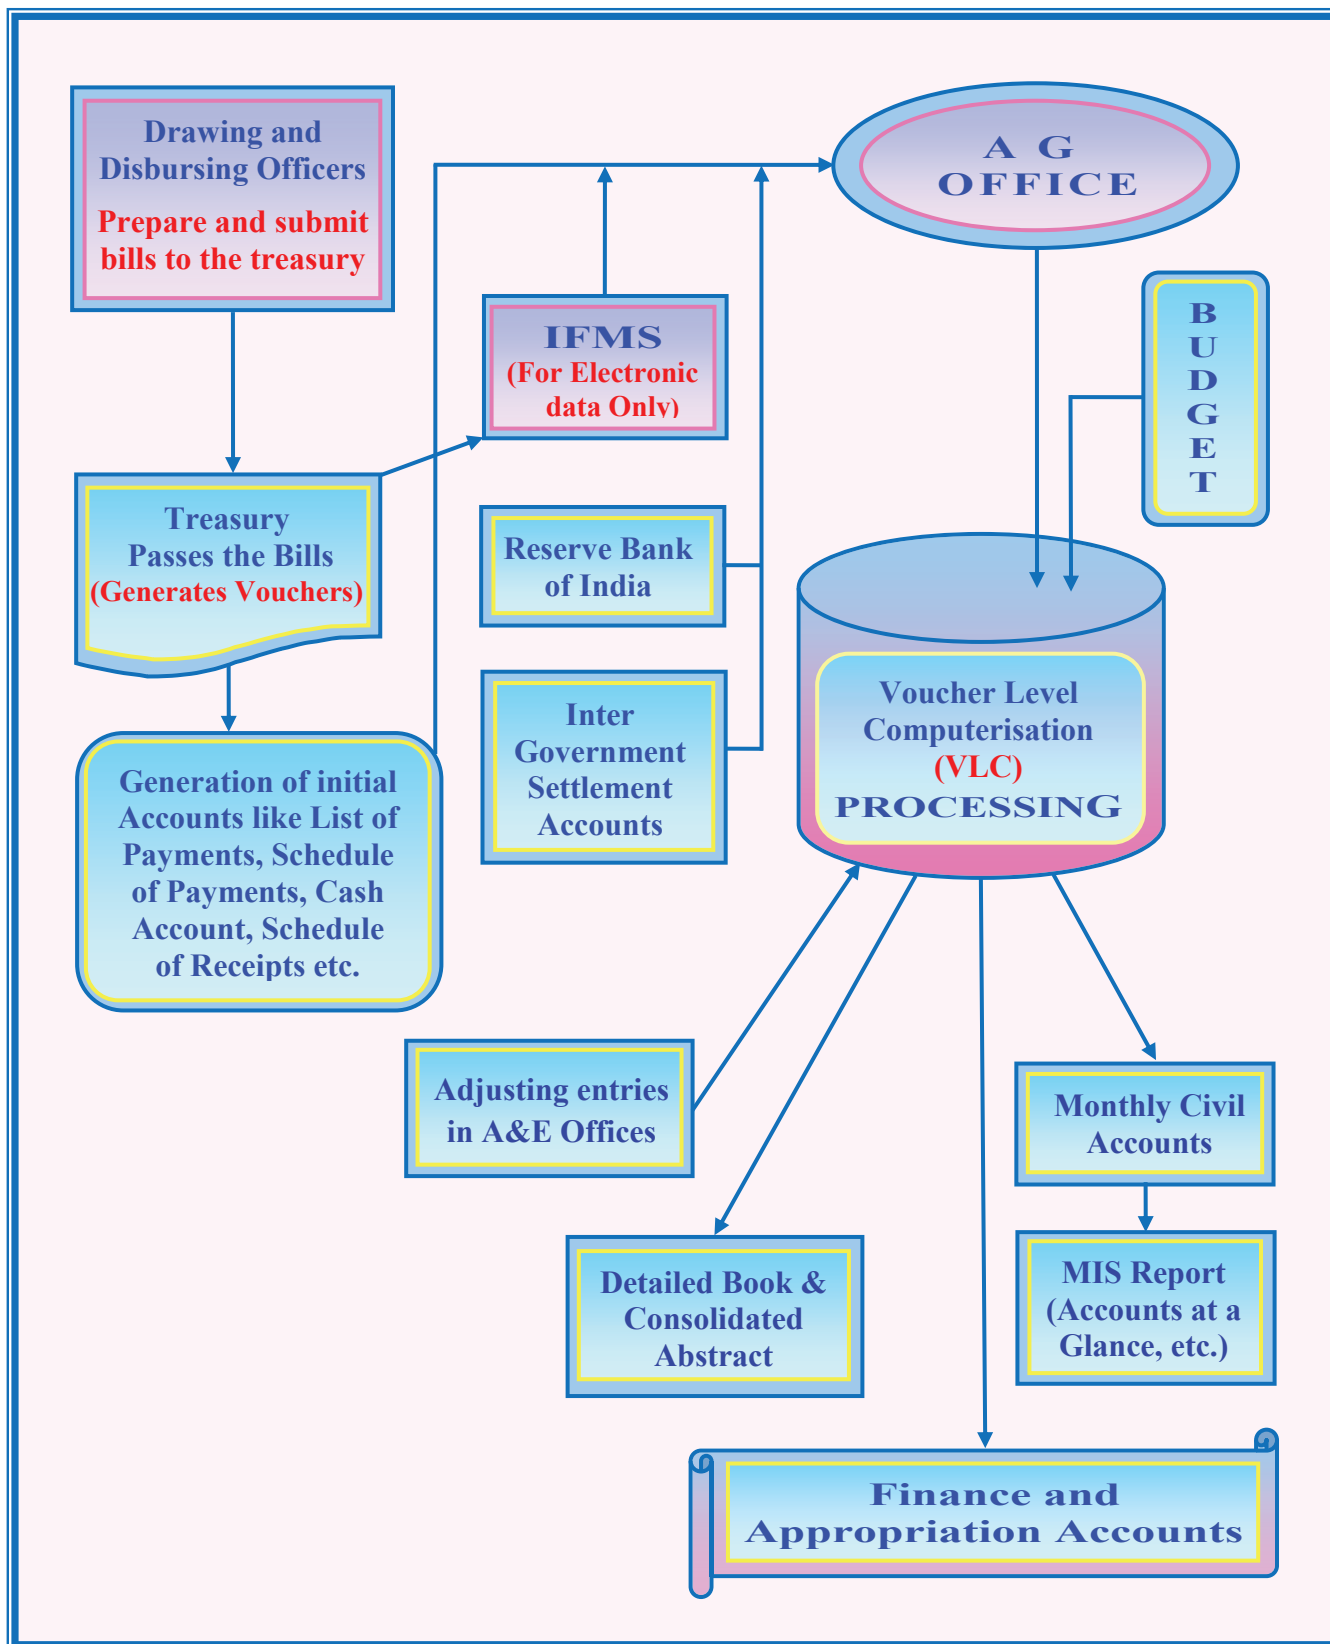 Drawing and
Disbursing Officers
Prepare and submit
bills to the treasury
A G
OFFICE
IFMS
(For Electronic
data Only)
B
U
D
G
E
T
Treasury
Passes the Bills
(Generates Vouchers)
Reserve Bank
of India
Inter
Government
Settlement
Accounts
Voucher Level
Computerisation
(VLC)
PROCESSING
Generation of initial
Accounts like List of
Payments, Schedule
of Payments, Cash
Account, Schedule
of Receipts etc.
Adjusting entries
in A&E Offices
Monthly Civil
Accounts
Detailed Book &
Consolidated
Abstract
MIS Report
(Accounts at a
Glance, etc.)
Finance and
Appropriation Accounts